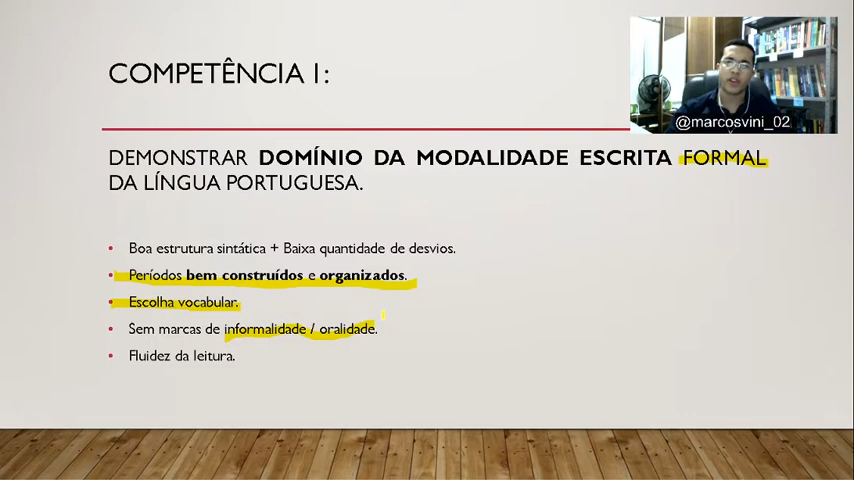 COMPETÊNCIA I:
@marcosvini_02
DEMONSTRAR DOMÍNIO DA MODALIDADE ESCRITA FORMAL
DA LÍNGUA PORTUGUESA.
• Boa estrutura sintática + Baixa quantidade de desvios.
• Períodos bem construídos e organizados.
• Escolha vocabular.
• Sem marcas de informalidade / oralidade.
• Fluidez da leitura.